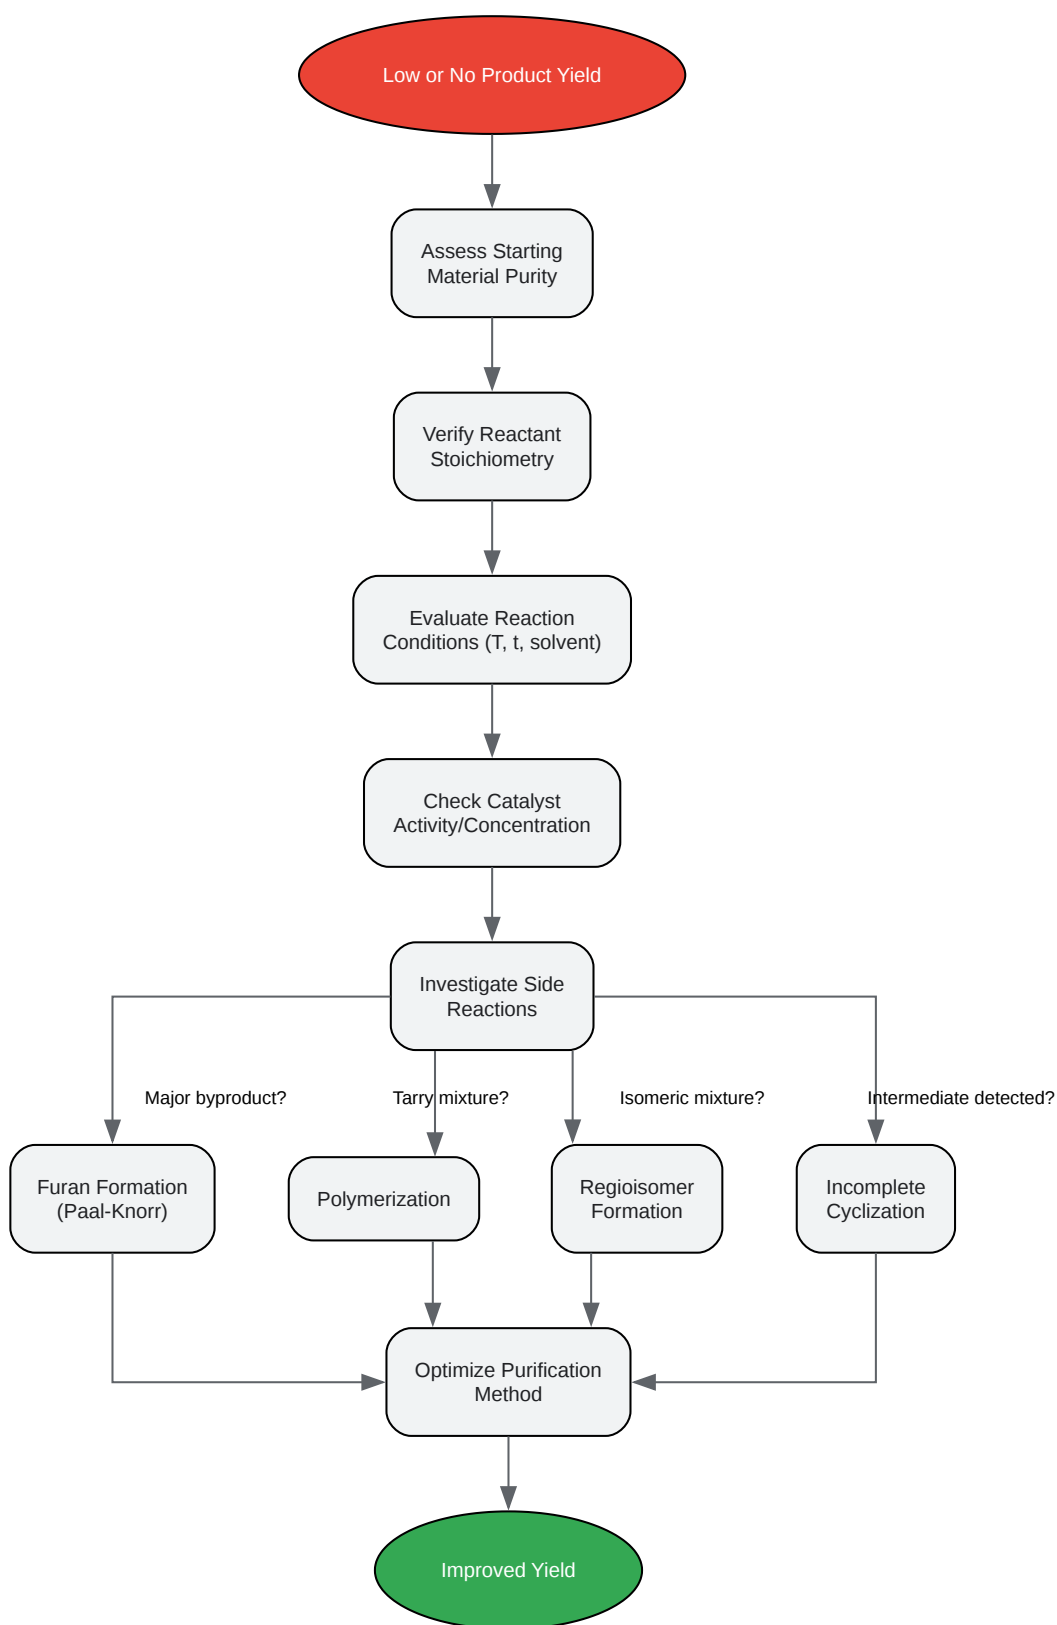 Low or No Product Yield
Assess Starting
Material Purity
Verify Reactant
Stoichiometry
Evaluate Reaction
Conditions (T, t, solvent)
Check Catalyst
Activity/Concentration
Investigate Side
Reactions
Major byproduct?
Tarry mixture?
Isomeric mixture?
Intermediate detected?
Furan Formation
(Paal-Knorr)
Polymerization
Regioisomer
Formation
Incomplete
Cyclization
Optimize Purification
Method
Improved Yield